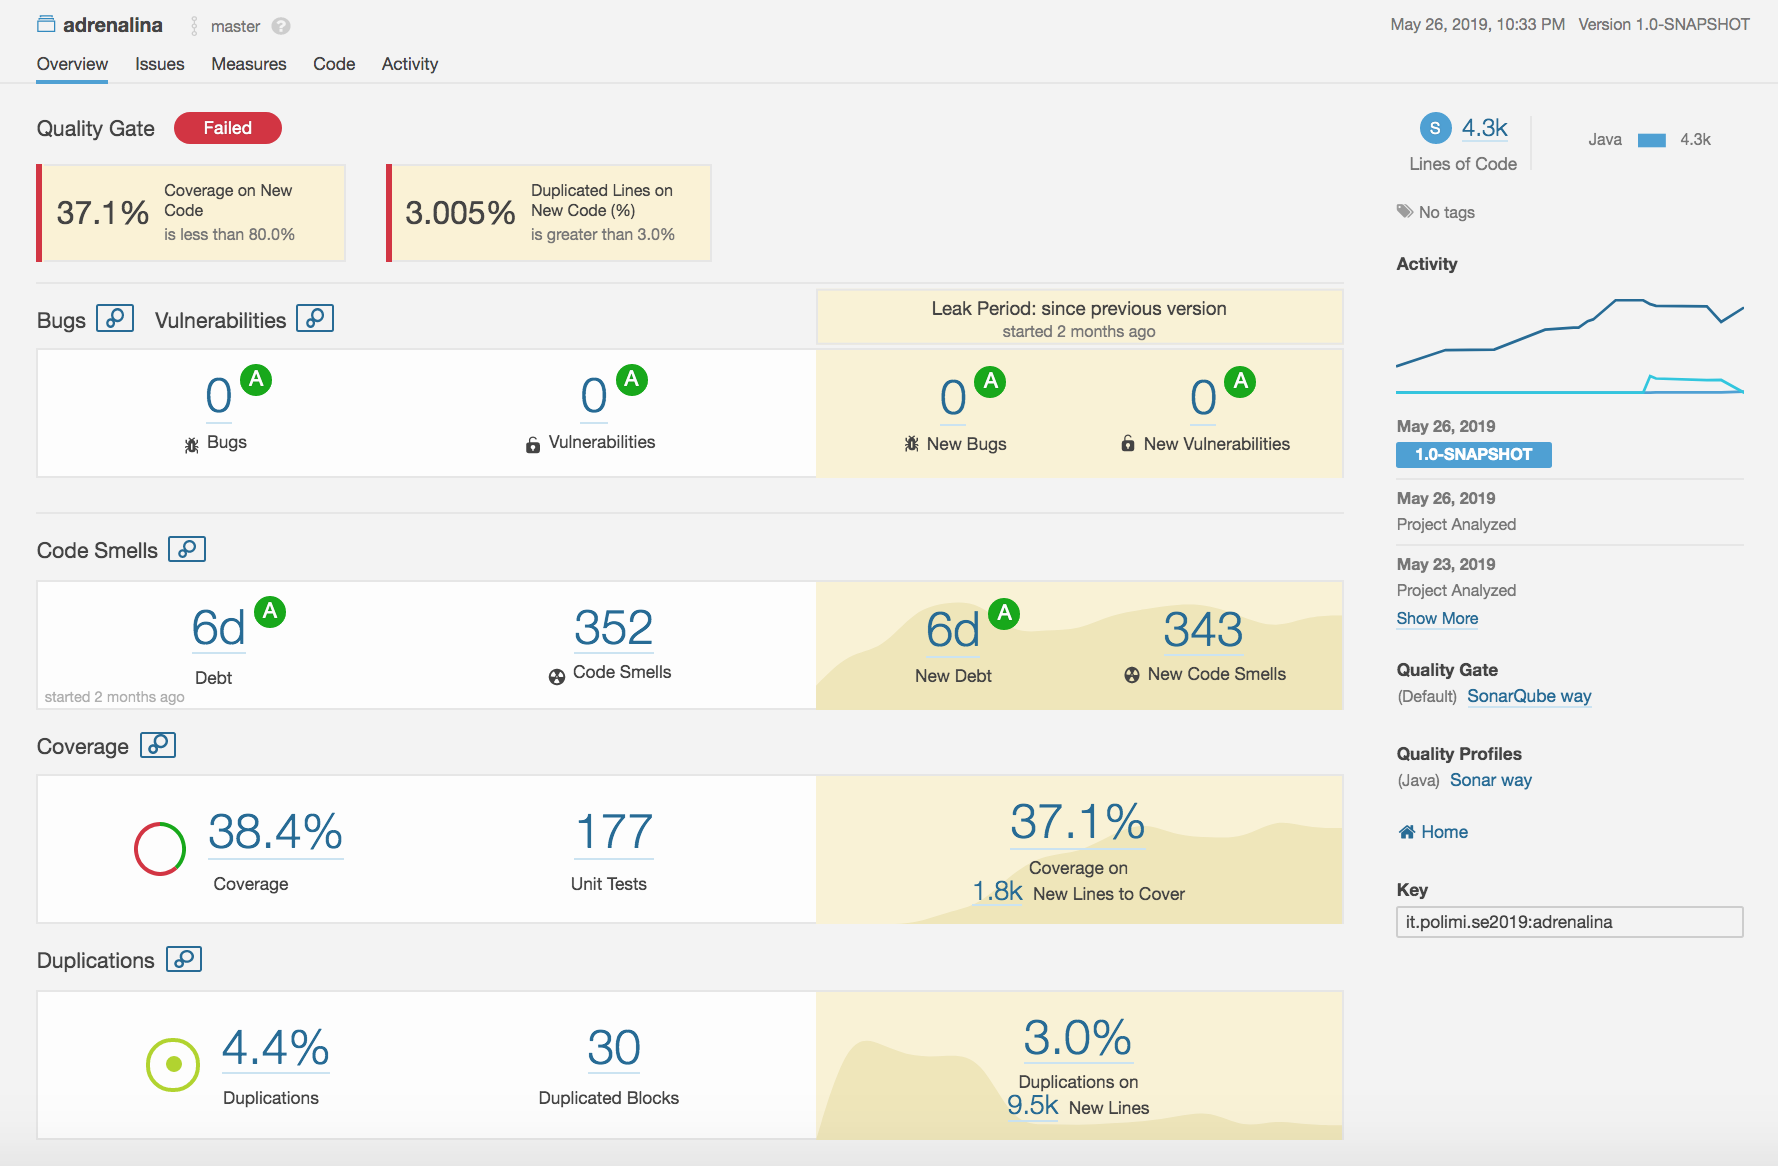 adrenalina master ?
May 26, 2019, 10:33 PM Version 1.0-SNAPSHOT
Overview Issues Measures Code Activity
Quality Gate Failed
37.1%
Coverage on New
Code
is less than 80.0%
3.005%
Duplicated Lines on
New Code (%)
is greater than 3.0%
Bugs Vulnerabilities
Leak Period: since previous version
started 2 months ago
0 A
Bugs
0 A
Vulnerabilities
0 A
New Bugs
0 A
New Vulnerabilities
Code Smells
6d A
Debt
started 2 months ago
352
Code Smells
6d A
New Debt
343
New Code Smells
Coverage
38.4%
Coverage
177
Unit Tests
37.1%
Coverage on
1.8k New Lines to Cover
Duplications
4.4%
Duplications
30
Duplicated Blocks
3.0%
Duplications on
9.5k New Lines
S 4.3k
Lines of Code
Java 4.3k
No tags
Activity
May 26, 2019
1.0-SNAPSHOT
May 26, 2019
Project Analyzed
May 23, 2019
Project Analyzed
Show More
Quality Gate
(Default) SonarQube way
Quality Profiles
(Java) Sonar way
Home
Key
it.polimi.se2019:adrenalina